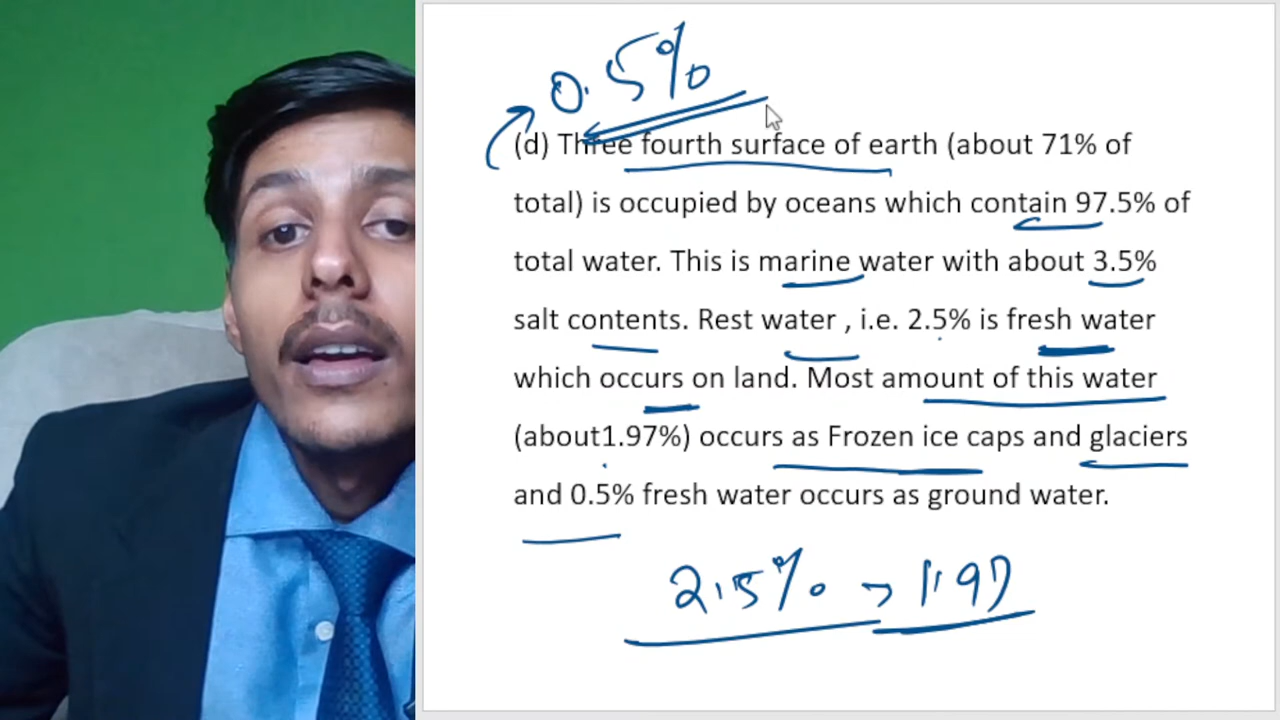 0.5%
(d) Three fourth surface of earth (about 71% of
total) is occupied by oceans which contain 97.5% of
total water. This is marine water with about 3.5%
salt contents. Rest water , i.e. 2.5% is fresh water
which occurs on land. Most amount of this water
(about1.97%) occurs as Frozen ice caps and glaciers
and 0.5% fresh water occurs as ground water.
2.5% → 1.97